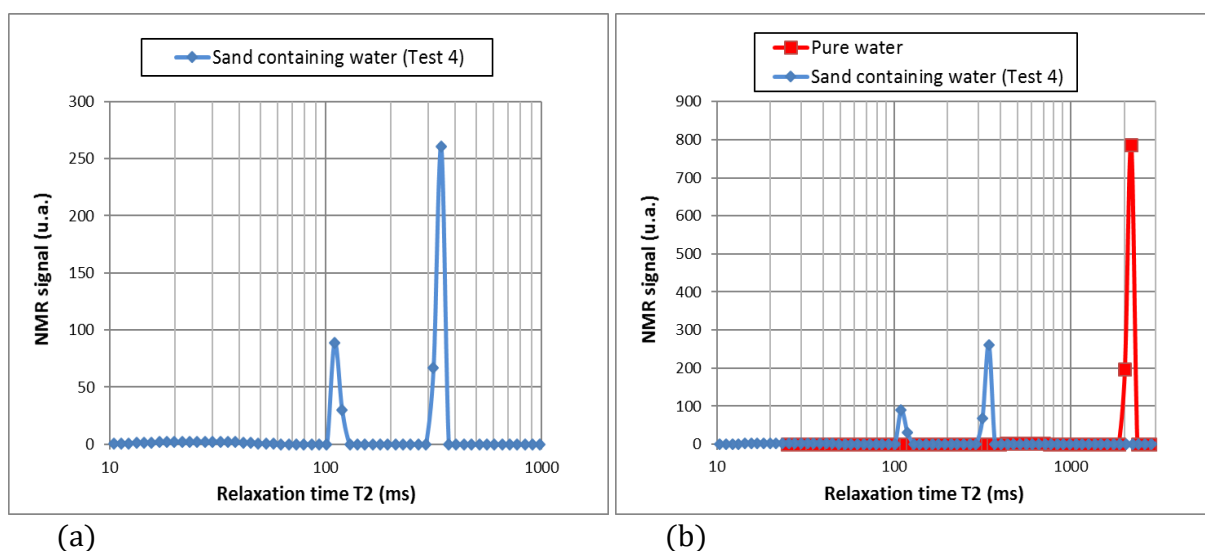 Sand containing water (Test 4)
300
250
200
150
100
50
0
10 100 1000
NMR signal (u.a.)
Relaxation time T2 (ms)
(a)
Pure water
Sand containing water (Test 4)
900
800
700
600
500
400
300
200
100
0
10 100 1000
NMR signal (u.a.)
Relaxation time T2 (ms)
(b)